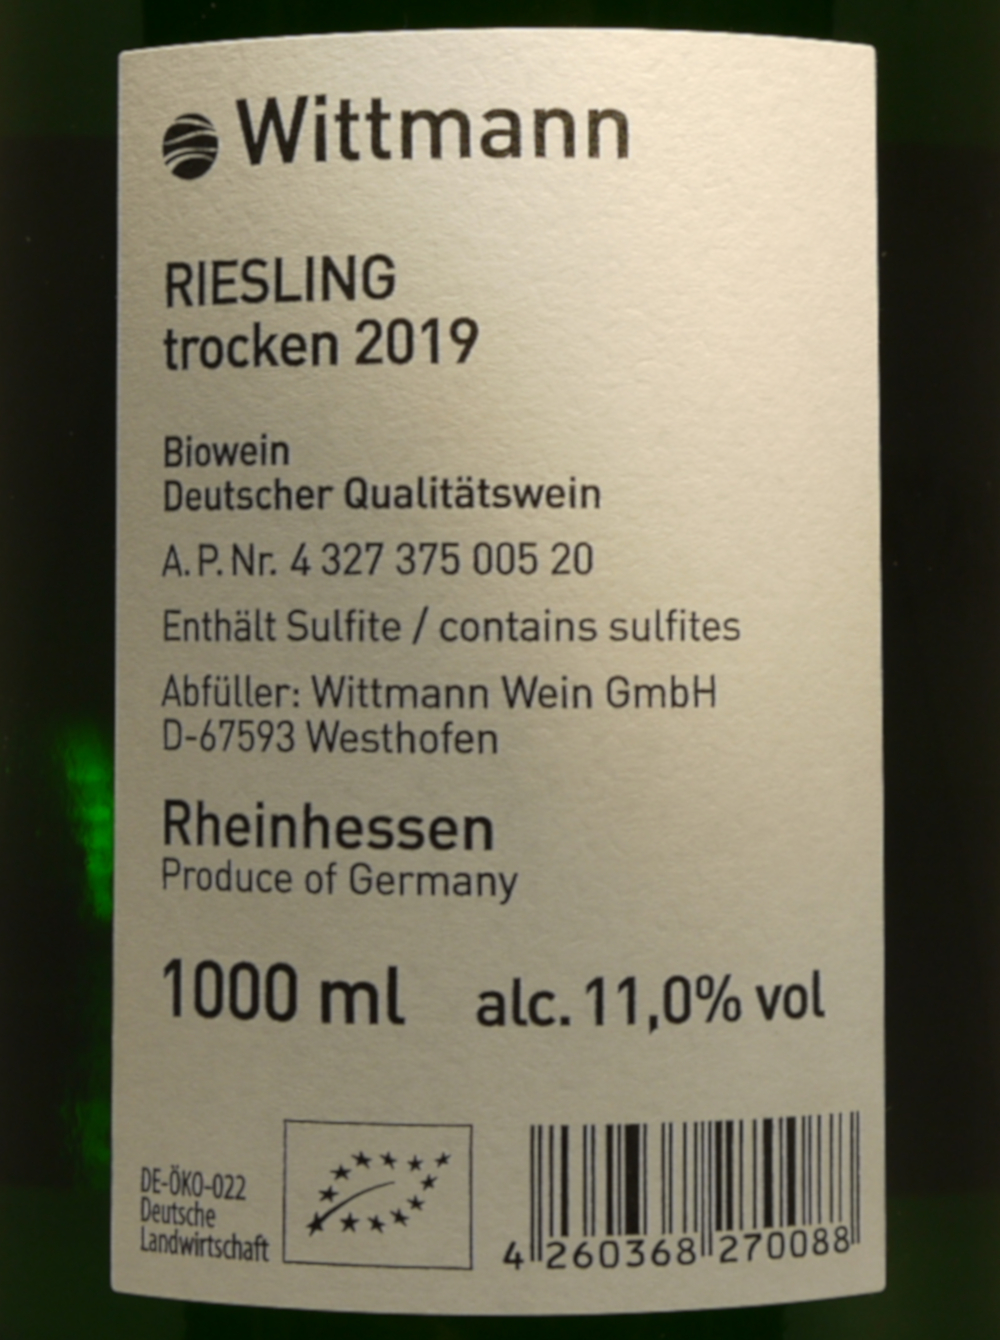 Wittmann
RIESLING
trocken 2019
Biowein
Deutscher Qualitätswein
A.P.Nr. 4 327 375 005 20
Enthält Sulfite / contains sulfites
Abfüller: Wittmann Wein GmbH
D-67593 Westhofen
Rheinhessen
Produce of Germany
1000 ml alc. 11,0% vol
DE-ÖKO-022
Deutsche
Landwirtschaft
4 260368 270088